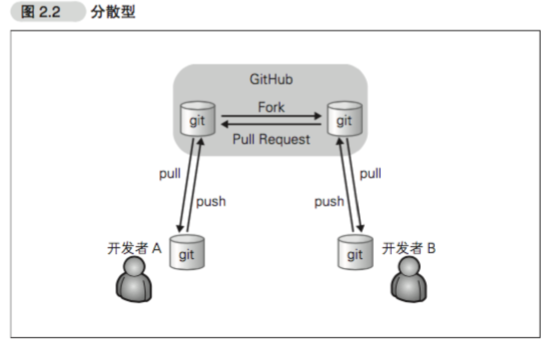 图 2.2 分散型
GitHub
Fork
git
git
Pull Request
pull
pull
push
push
开发者 A
git
git
开发者 B